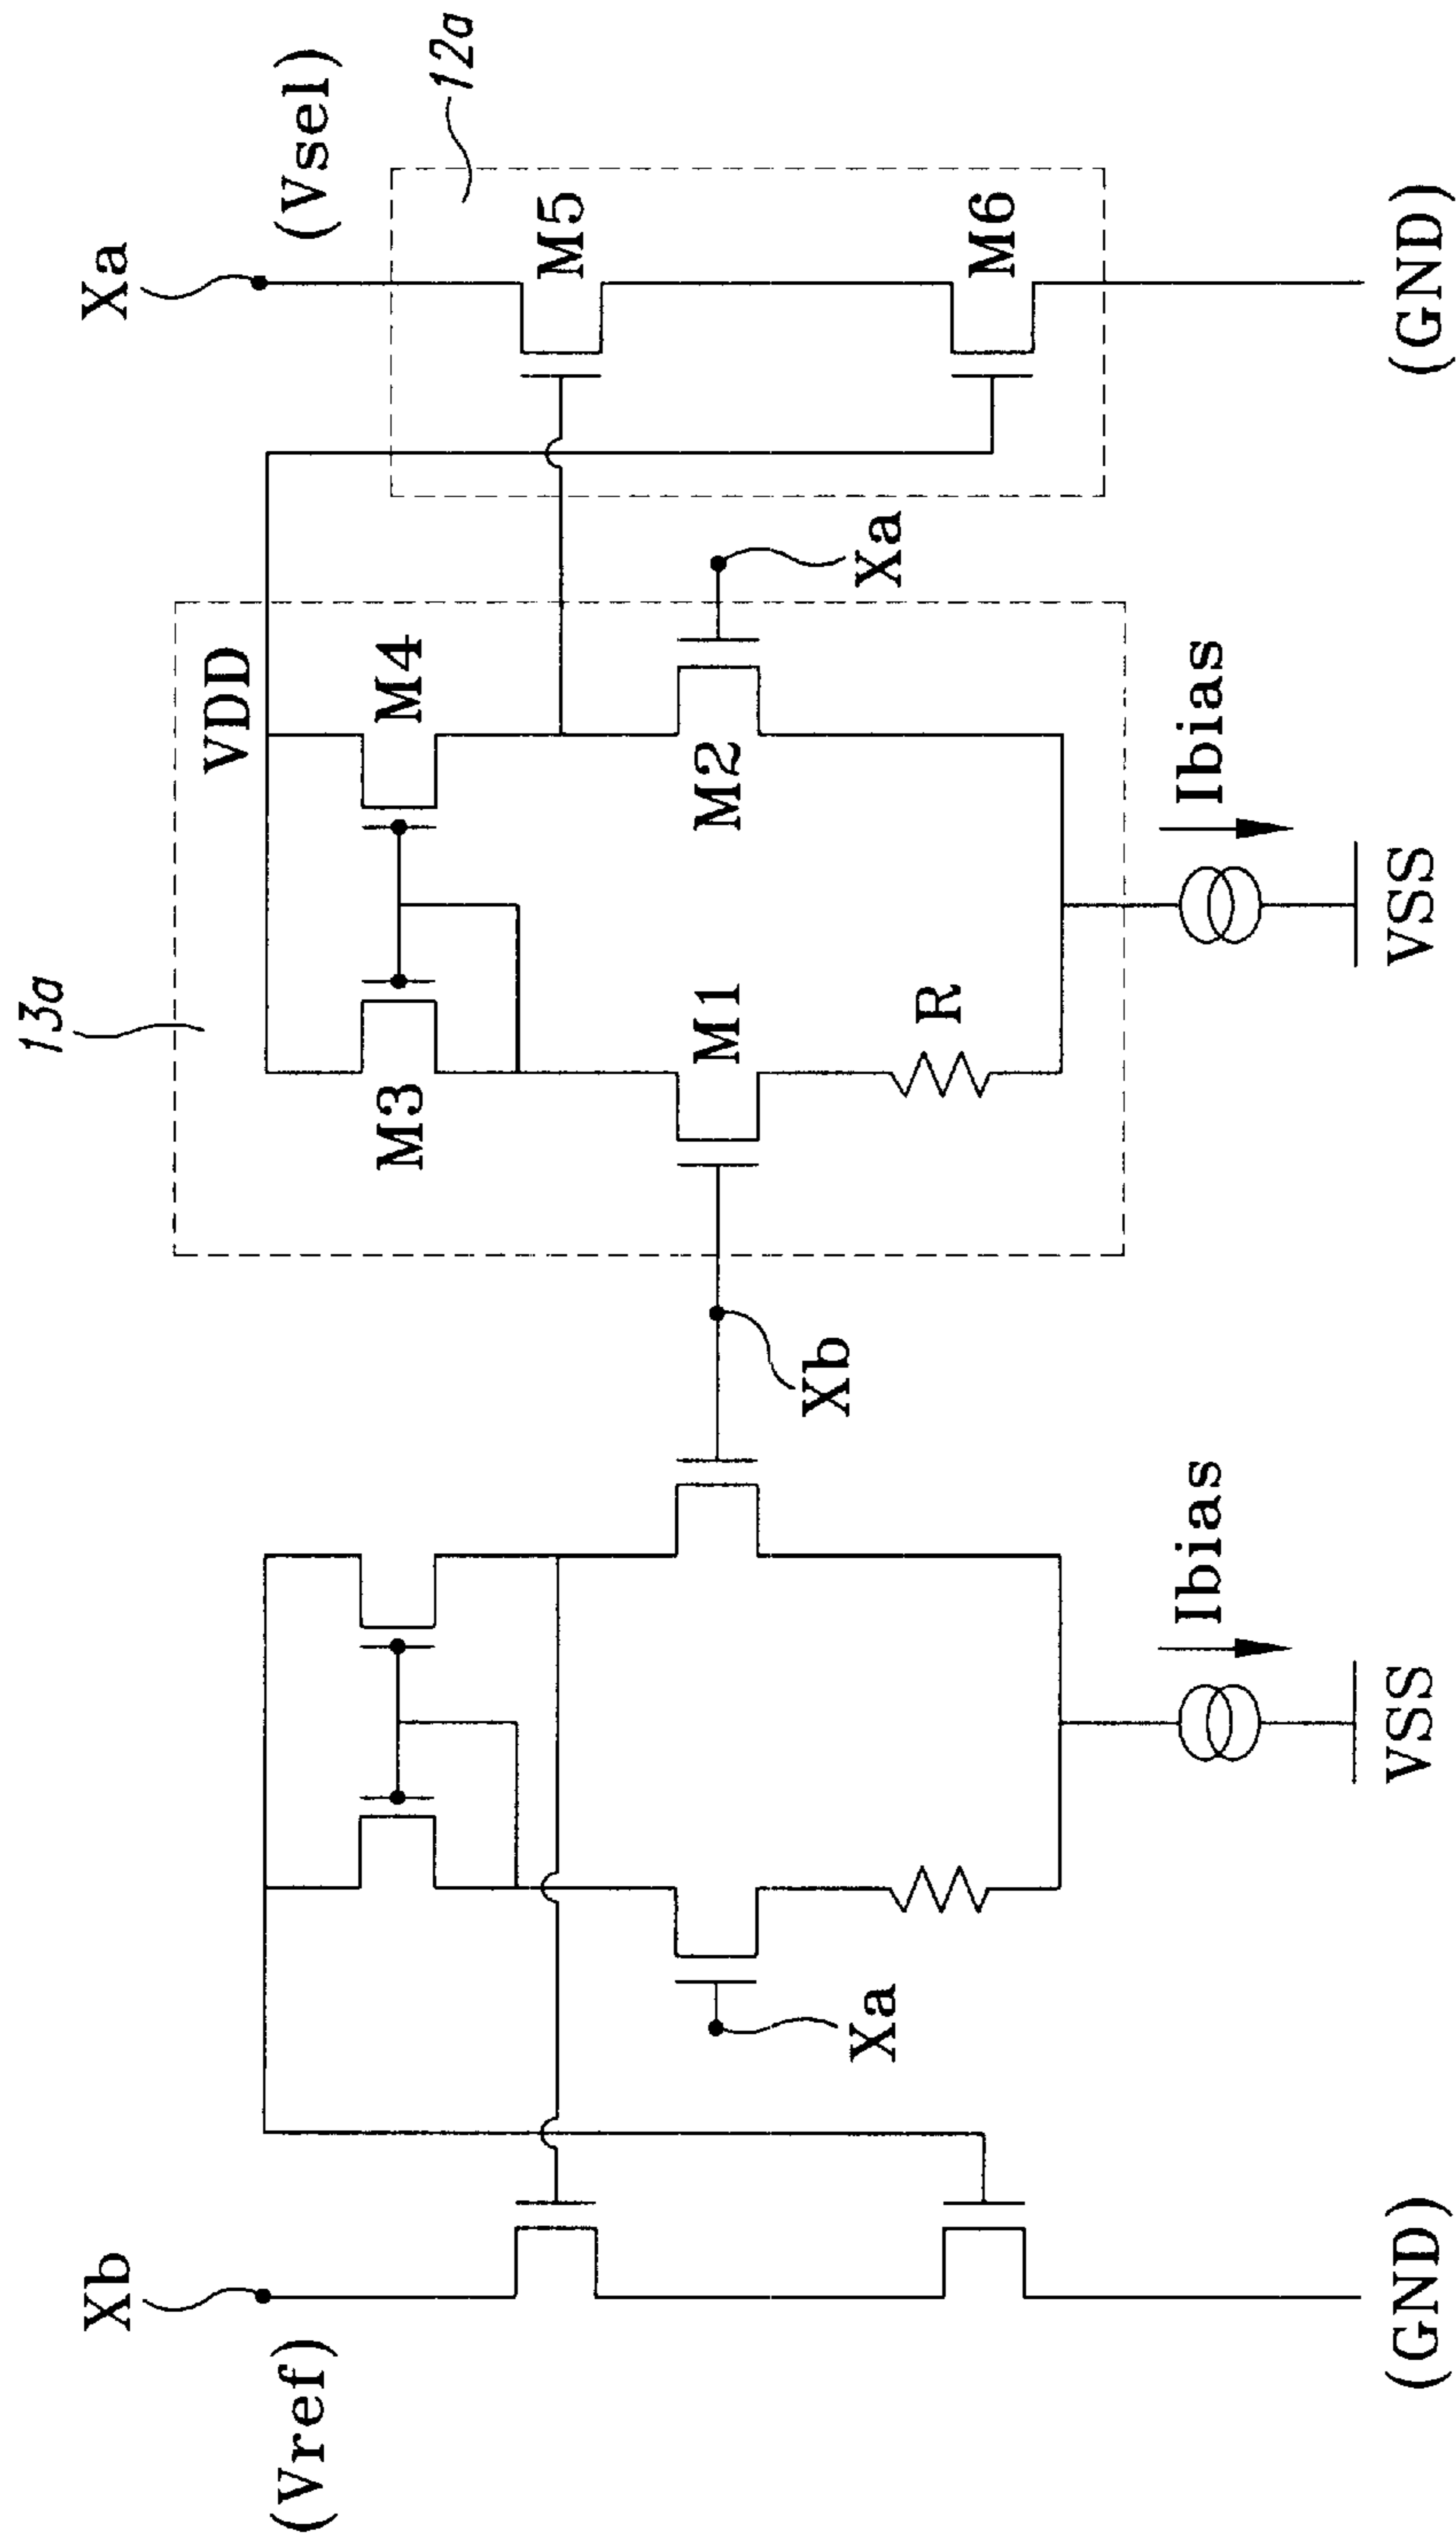 13a
Xb
Xa
(Vref)
VDD
(Vsel)
12a
M3
M4
M5
M1
M2
Xb
Xa
Xa
R
M6
Ibias
Ibias
(GND)
VSS
VSS
(GND)